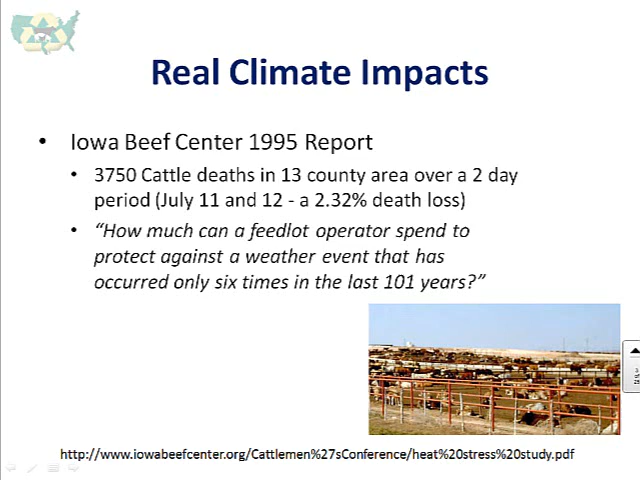 Real Climate Impacts
• Iowa Beef Center 1995 Report
• 3750 Cattle deaths in 13 county area over a 2 day
period (July 11 and 12 - a 2.32% death loss)
• “How much can a feedlot operator spend to
protect against a weather event that has
occurred only six times in the last 101 years?”
http://www.iowabeefcenter.org/Cattlemen%27sConference/heat%20stress%20study.pdf